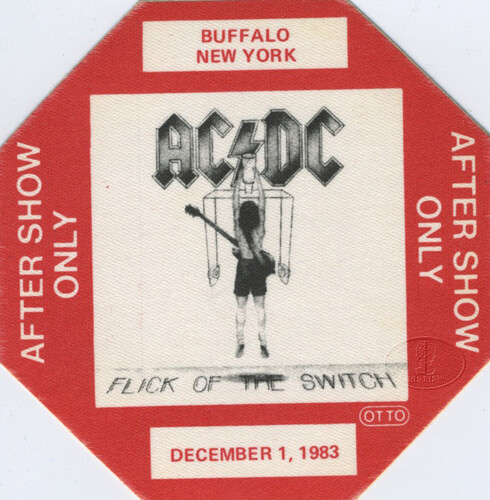 BUFFALO
NEW YORK
AFTER SHOW
ONLY
AC DC
FLICK OF THE SWITCH
AFTER SHOW
ONLY
OTTO
DECEMBER 1, 1983